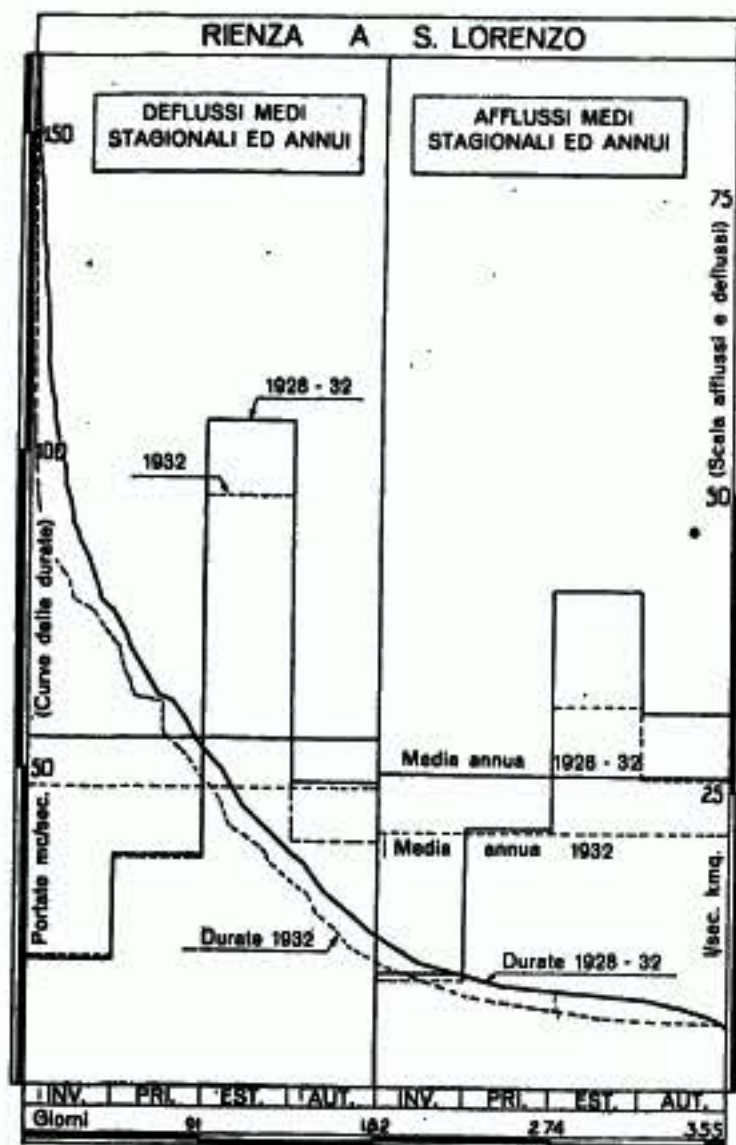 RIENZA A S. LORENZO
DEFLUSSI MEDI
STAGIONALI ED ANNUI
AFFLUSSI MEDI
STAGIONALI ED ANNUI
150
100
50
(Curve delle durate)
Portate mc/sec.
75
50
25
(Scala afflussi e deflussi)
l/sec. kmq.
1928 - 32
1932
Media annua 1928 - 32
Media annua 1932
Durate 1932
Durate 1928 - 32
INV. PRI. EST. AUT. INV. PRI. EST. AUT.
Giorni 91 182 274 355